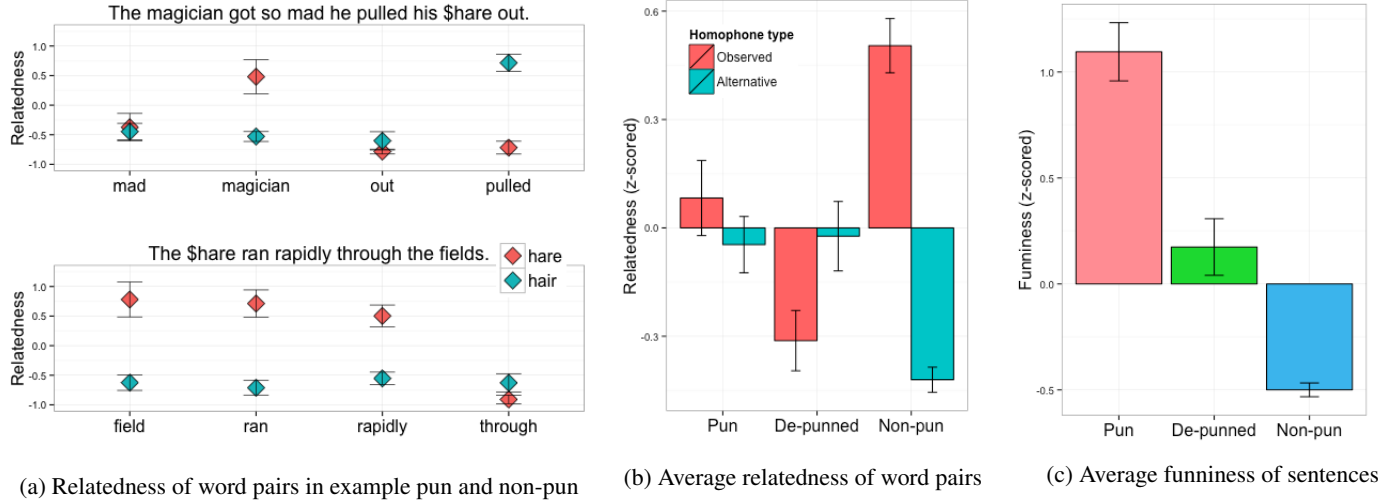 The magician got so mad he pulled his $hare out.
Relatedness
1.0
0.5
0.0
-0.5
-1.0
mad magician out pulled
The $hare ran rapidly through the fields.
hare
hair
Relatedness
1.0
0.5
0.0
-0.5
-1.0
field ran rapidly through
(a) Relatedness of word pairs in example pun and non-pun
Relatedness (z-scored)
0.6
0.3
0.0
-0.3
Homophone type
Observed
Alternative
Pun De-punned Non-pun
(b) Average relatedness of word pairs
Funniness (z-scored)
1.0
0.5
0.0
-0.5
Pun De-punned Non-pun
(c) Average funniness of sentences